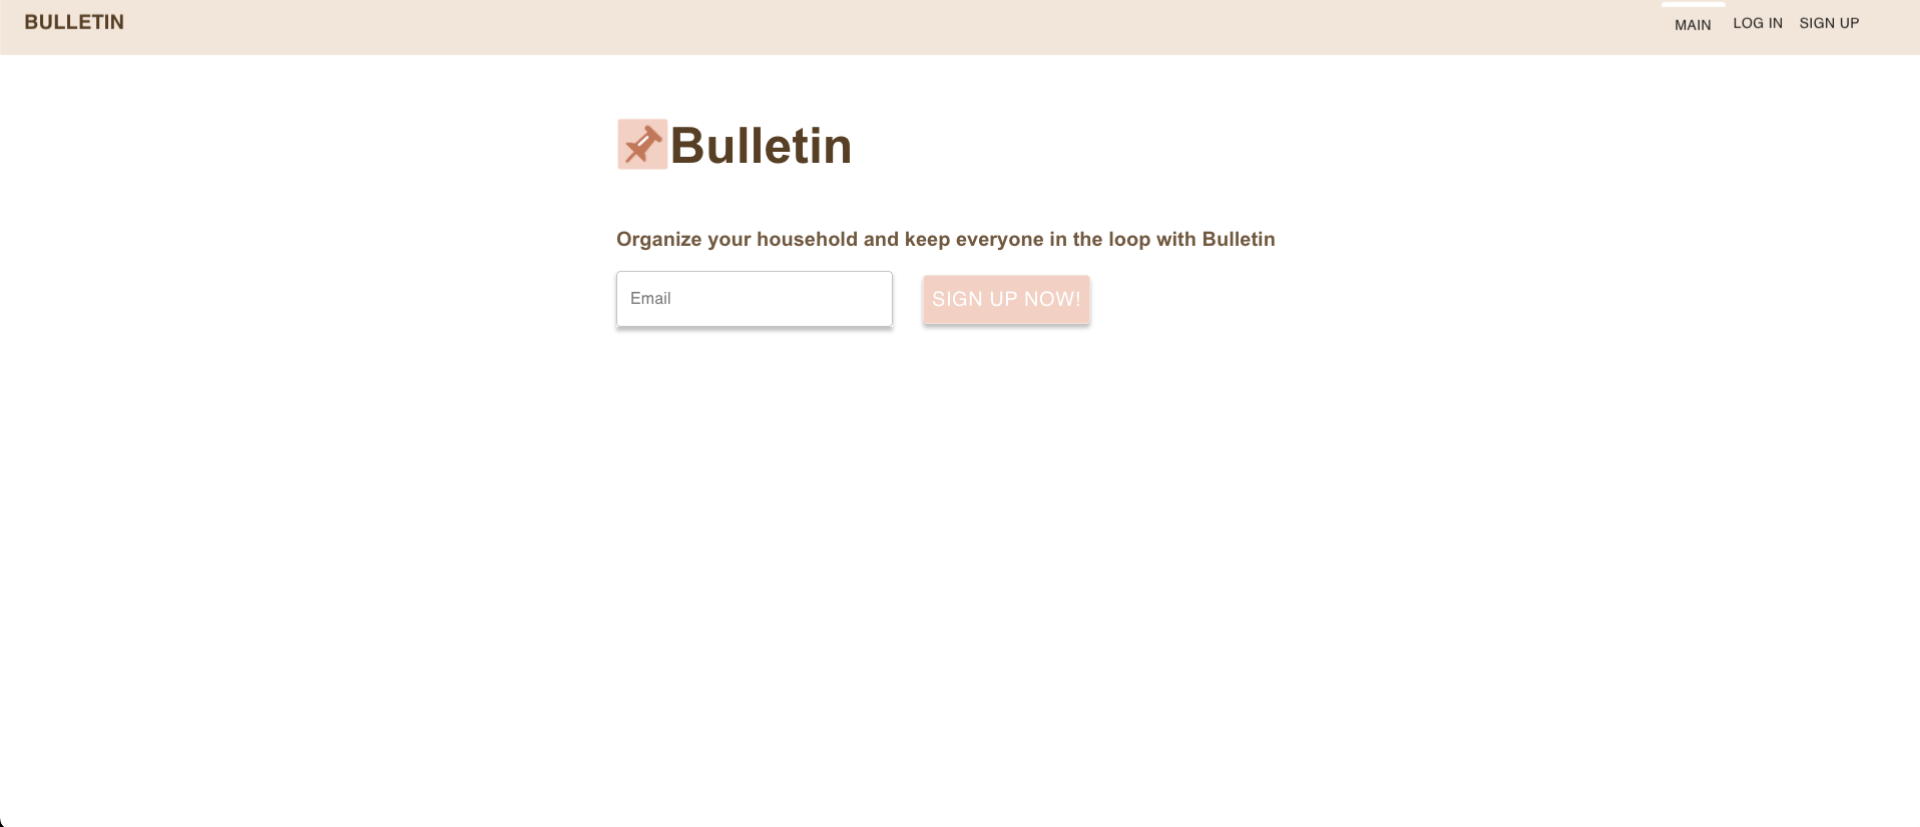 BULLETIN
MAIN LOG IN SIGN UP
Bulletin
Organize your household and keep everyone in the loop with Bulletin
Email
SIGN UP NOW!